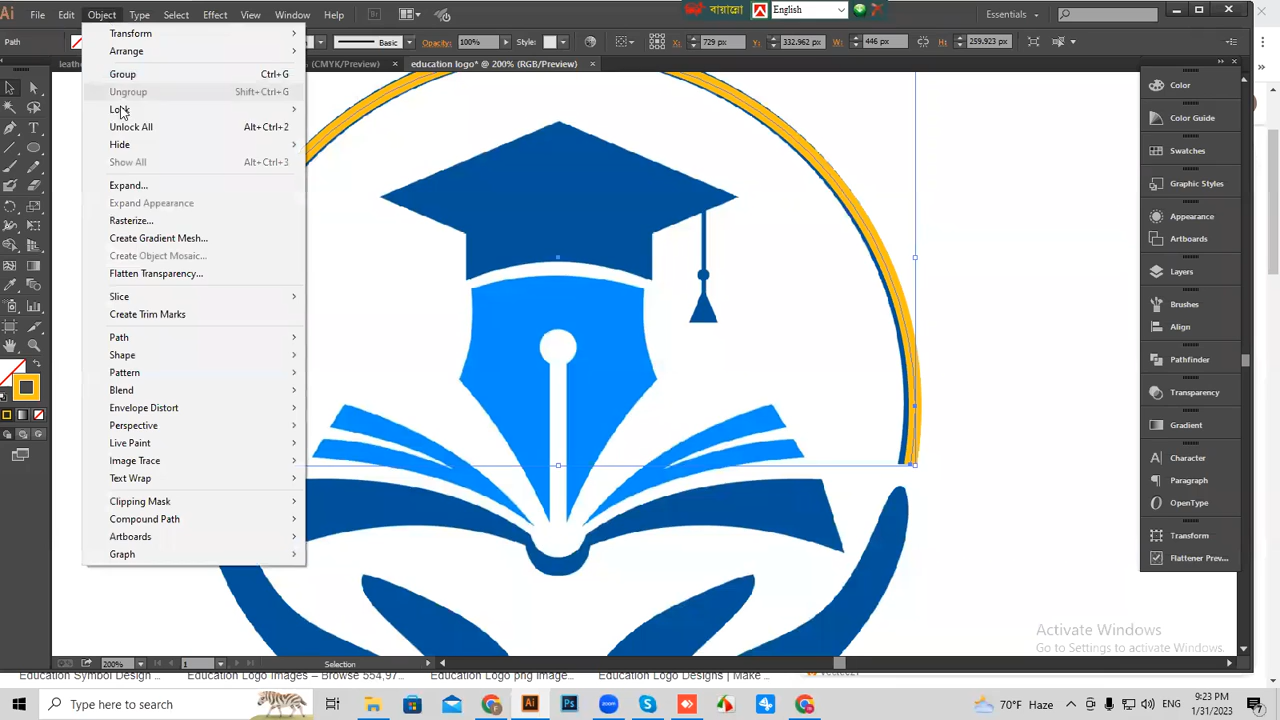 Ai File Object Type Select Effect View Window Help Br বায়ান্নো English Essentials
Path Basic Opacity: 100% Style: X: 729 px Y: 332.962 px W: 446 px H: 259.923 px
(CMYK/Preview) × education logo* @ 200% (RGB/Preview) ×
Transform
Arrange
Group Ctrl+G
Ungroup Shift+Ctrl+G
Lock
Unlock All Alt+Ctrl+2
Hide
Show All Alt+Ctrl+3
Expand...
Expand Appearance
Rasterize...
Create Gradient Mesh...
Create Object Mosaic...
Flatten Transparency...
Slice
Create Trim Marks
Path
Shape
Pattern
Blend
Envelope Distort
Perspective
Live Paint
Image Trace
Text Wrap
Clipping Mask
Compound Path
Artboards
Graph
Color
Color Guide
Swatches
Graphic Styles
Appearance
Artboards
Layers
Brushes
Align
Pathfinder
Transparency
Gradient
Character
Paragraph
OpenType
Transform
Flattener Prev...
Activate Windows
Go to Settings to activate Windows.
200% 1 Selection
Education Symbol Design ... Education Logo Images – Browse 554,97... Education Logo png image... Education Logo Designs | Make ...
Type here to search Ai Ps zoom 70°F Haze 9:23 PM
1/31/2023